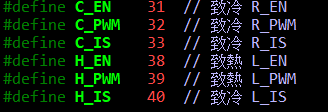 #define C_EN 31 // 致冷 R_EN
#define C_PWM 32 // 致冷 R_PWM
#define C_IS 33 // 致冷 R_IS
#define H_EN 38 // 致熱 L_EN
#define H_PWM 39 // 致熱 L_PWM
#define H_IS 40 // 致冷 L_IS